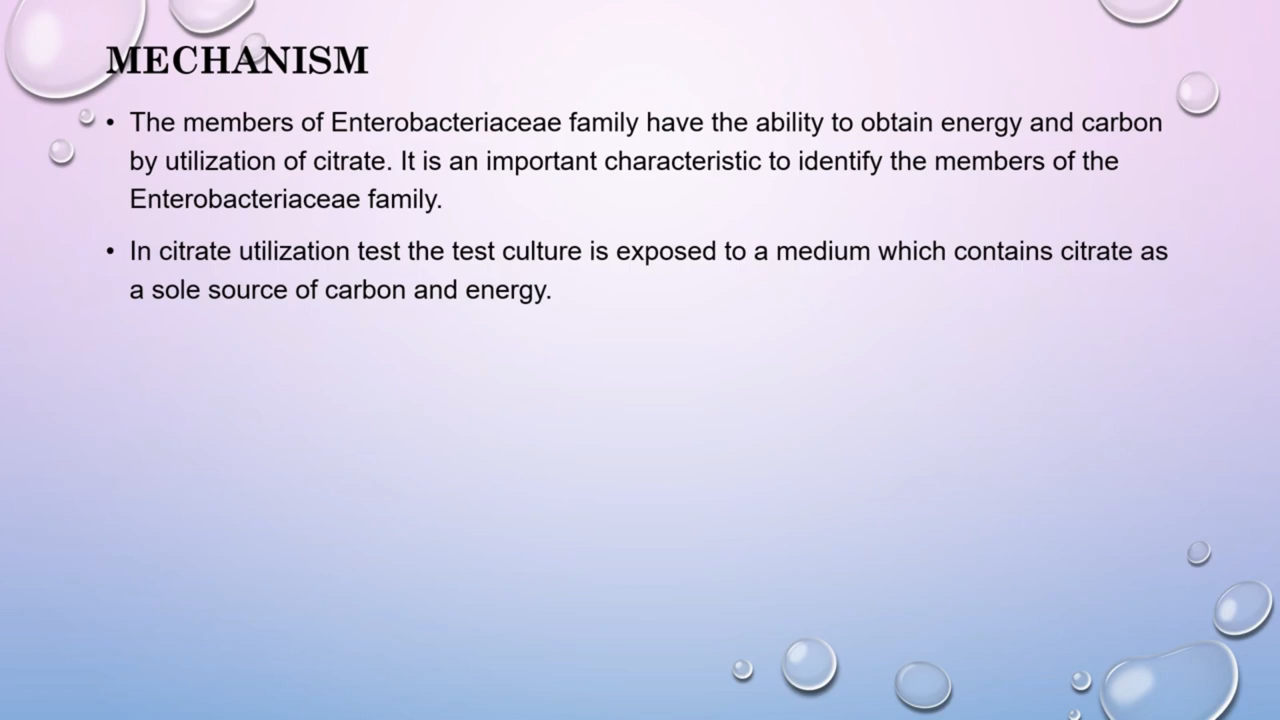 MECHANISM
• The members of Enterobacteriaceae family have the ability to obtain energy and carbon
by utilization of citrate. It is an important characteristic to identify the members of the
Enterobacteriaceae family.
• In citrate utilization test the test culture is exposed to a medium which contains citrate as
a sole source of carbon and energy.